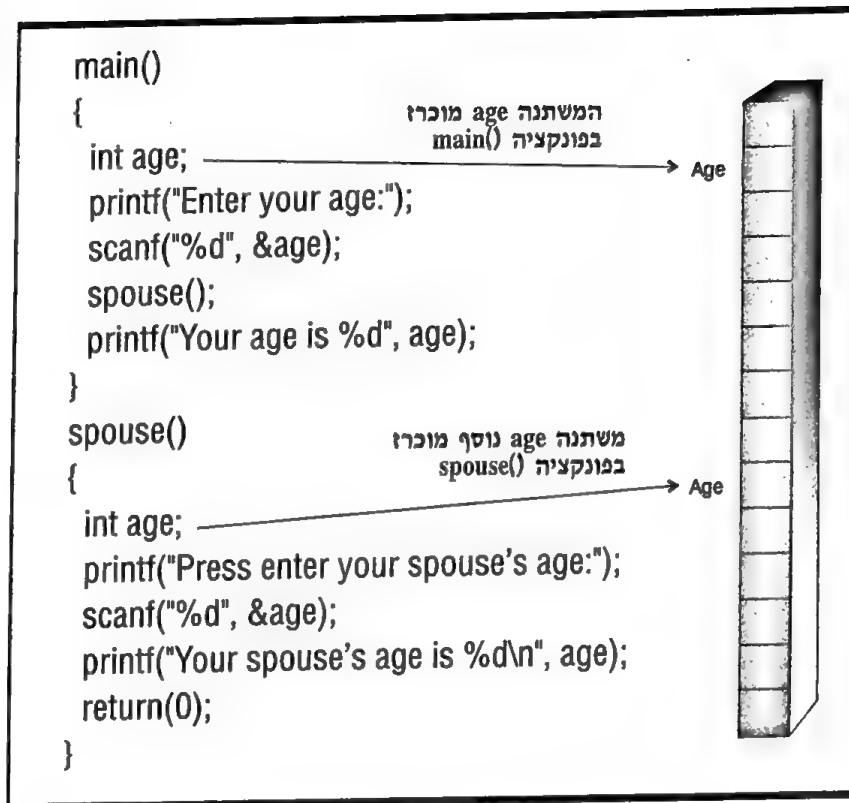 main()
{
המשתנה age מוכרז
בפונקציה main()
int age;
Age
printf("Enter your age:");
scanf("%d", &age);
spouse();
printf("Your age is %d", age);
}
spouse()
משתנה age נוסף מוכרז
{
בפונקציה spouse()
Age
int age;
printf("Press enter your spouse's age:");
scanf("%d", &age);
printf("Your spouse's age is %d\n", age);
return(0);
}